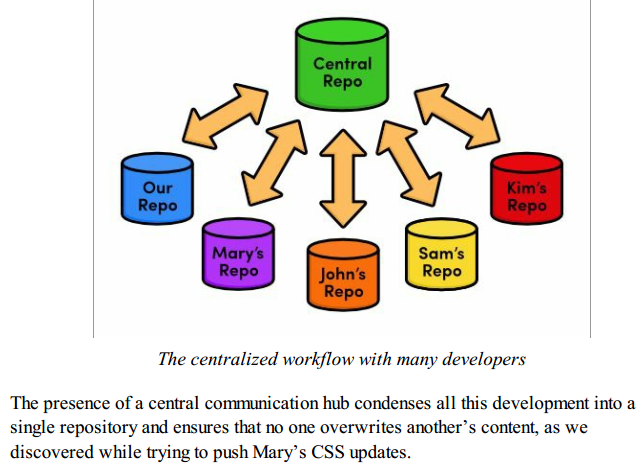 Central
Repo
Our
Repo
Kim's
Repo
Mary's
Repo
Sam's
Repo
John's
Repo
The centralized workflow with many developers
The presence of a central communication hub condenses all this development into a
single repository and ensures that no one overwrites another’s content, as we
discovered while trying to push Mary’s CSS updates.